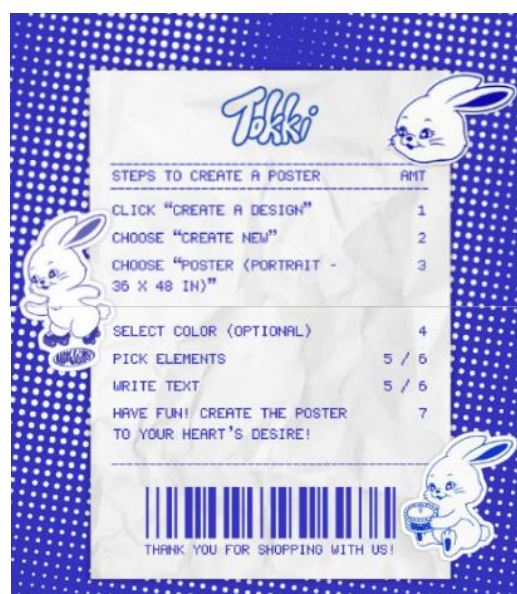 Tokki
STEPS TO CREATE A POSTER AMT
CLICK “CREATE A DESIGN” 1
CHOOSE “CREATE NEW” 2
CHOOSE “POSTER (PORTRAIT - 3
36 X 48 IN)”
SELECT COLOR (OPTIONAL) 4
PICK ELEMENTS 5 / 6
WRITE TEXT 5 / 6
HAVE FUN! CREATE THE POSTER 7
TO YOUR HEART'S DESIRE!
THANK YOU FOR SHOPPING WITH US!